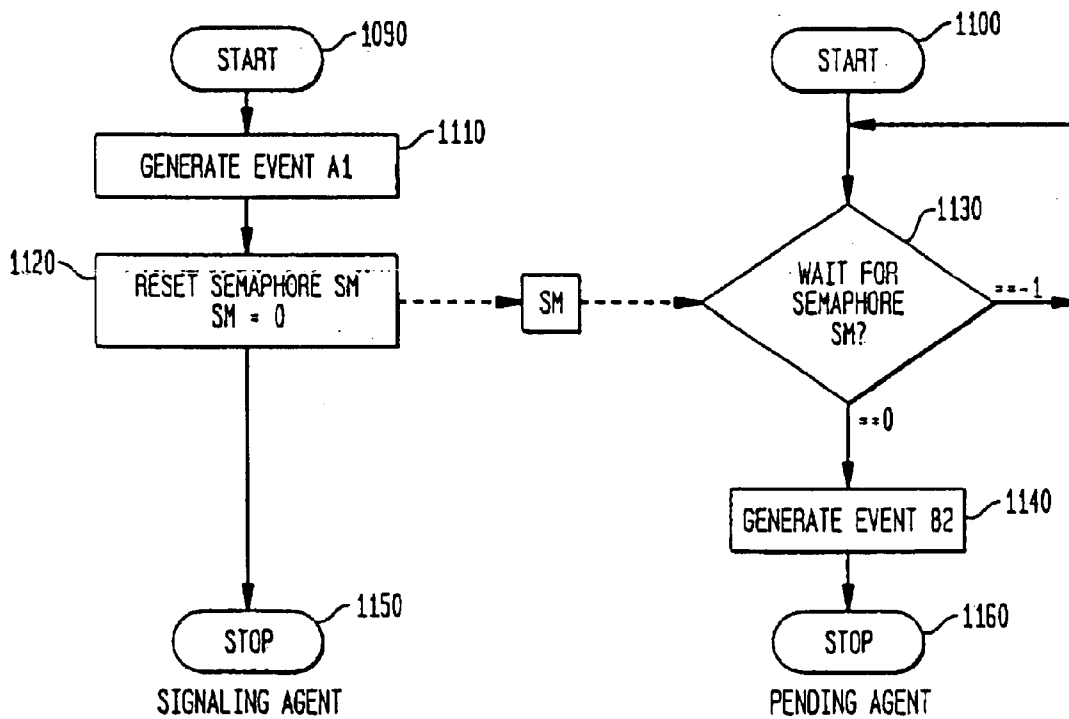 1090
START
1110
GENERATE EVENT A1
1120
RESET SEMAPHORE SM
SM = 0
SM
1150
STOP
SIGNALING AGENT
1100
START
1130
WAIT FOR
SEMAPHORE
SM?
==-1
==0
1140
GENERATE EVENT B2
1160
STOP
PENDING AGENT